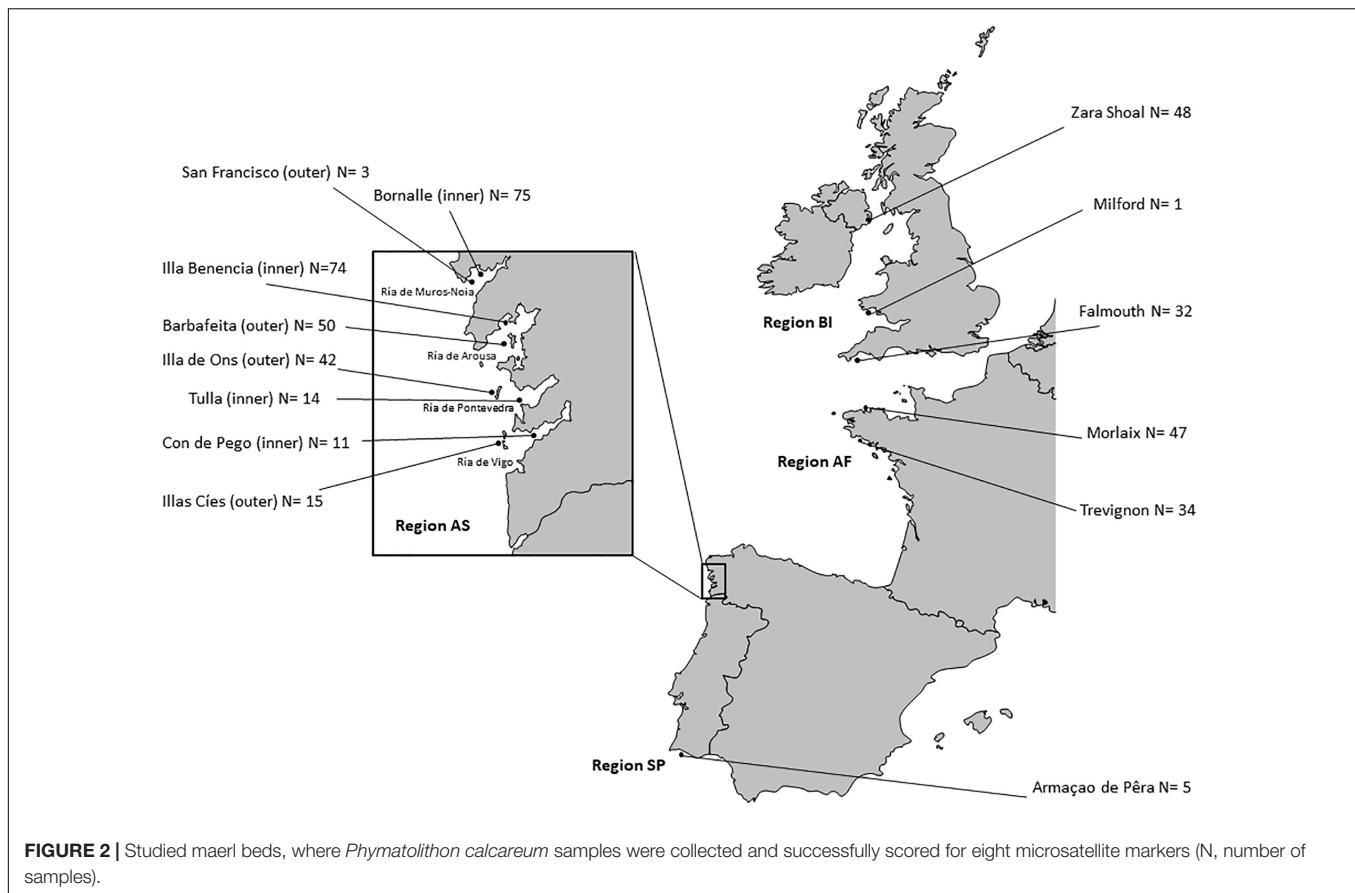 Zara Shoal N= 48
San Francisco (outer) N= 3
Bornalle (inner) N= 75
Milford N= 1
Illa Benencia (inner) N=74
Ría de Muros-Noia
Falmouth N= 32
Region BI
Barbafeita (outer) N= 50
Ría de Arousa
Illa de Ons (outer) N= 42
Tulla (inner) N= 14
Ría de Pontevedra
Con de Pego (inner) N= 11
Ría de Vigo
Morlaix N= 47
Region AF
Illas Cíes (outer) N= 15
Trevignon N= 34
Region AS
Region SP
Armaçao de Pêra N= 5
FIGURE 2 | Studied maerl beds, where Phymatolithon calcareum samples were collected and successfully scored for eight microsatellite markers (N, number of
samples).